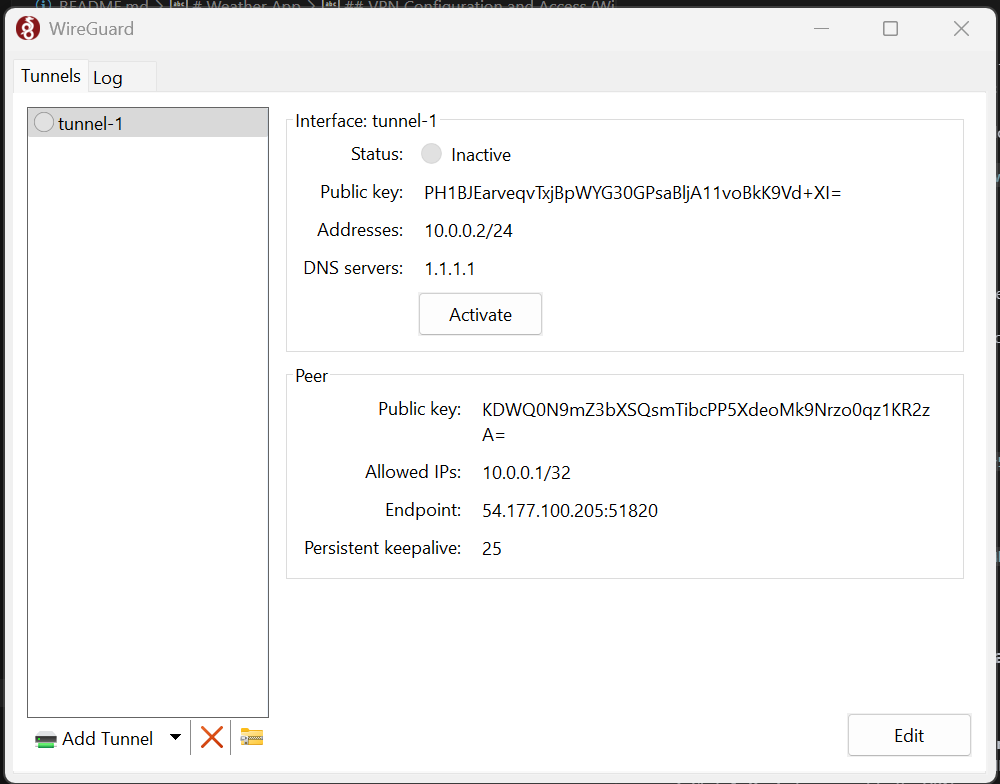 README.md > # Weather App > ## VPN Configuration and Access (Wi
WireGuard
Tunnels
Log
tunnel-1
Interface: tunnel-1
Status:
Inactive
Public key:
PH1BJEarveqvTxjBpWYG30GPsaBljA11voBkK9Vd+XI=
Addresses:
10.0.0.2/24
DNS servers:
1.1.1.1
Activate
Peer
Public key:
KDWQ0N9mZ3bXSQsmTibcPP5XdeoMk9Nrzo0qz1KR2z
A=
Allowed IPs:
10.0.0.1/32
Endpoint:
54.177.100.205:51820
Persistent keepalive:
25
Add Tunnel
Edit